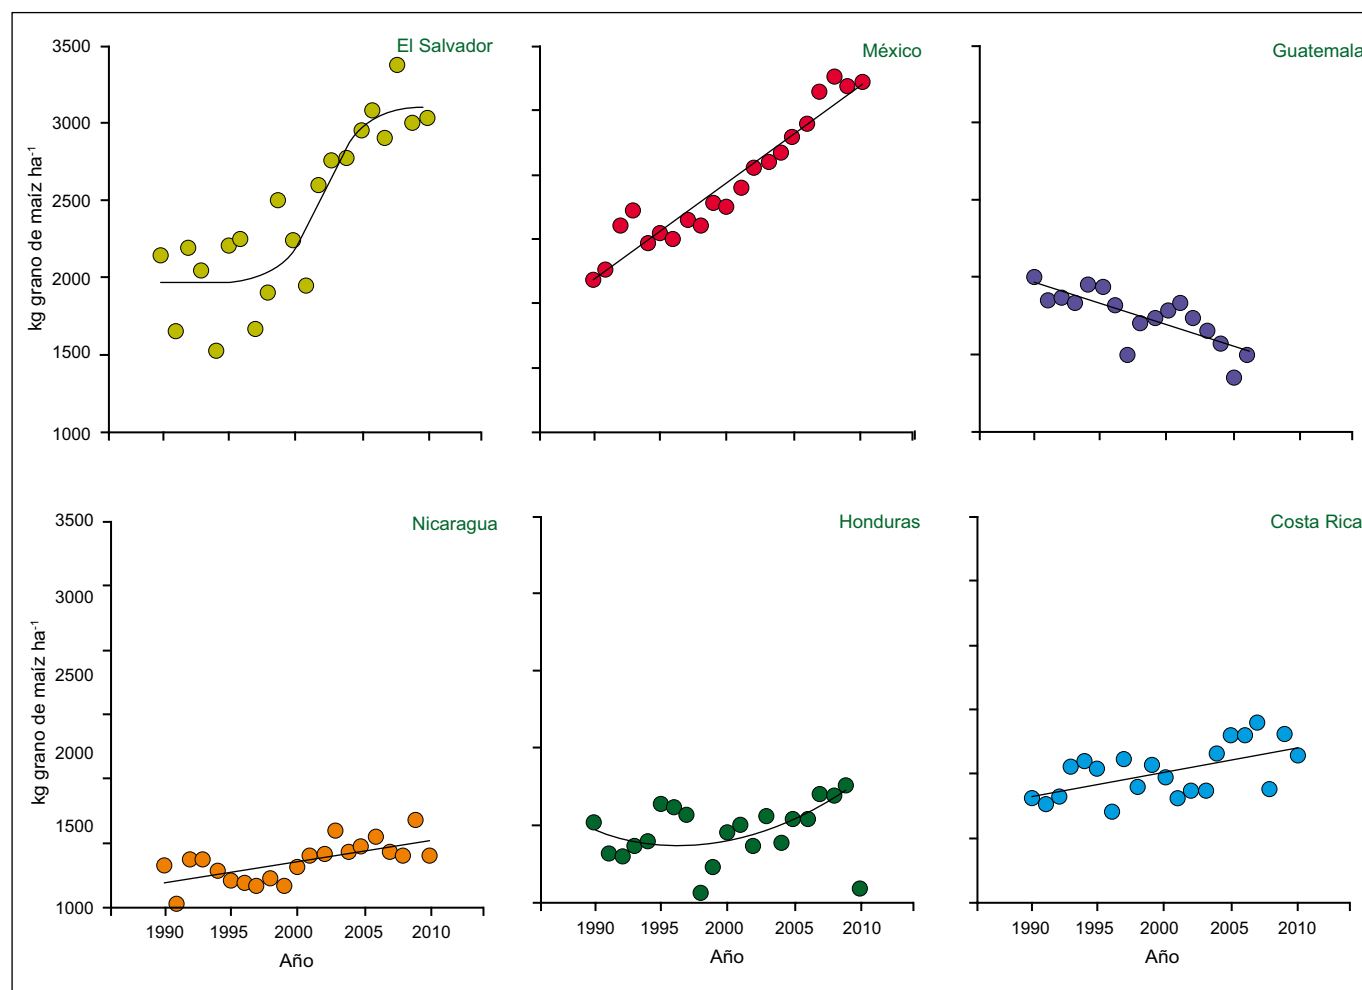 El Salvador
México
Guatemala
3500
3000
2500
2000
1500
1000
kg grano de maíz ha⁻¹
Nicaragua
Honduras
Costa Rica
3500
3000
2500
2000
1500
1000
kg grano de maíz ha⁻¹
1990 1995 2000 2005 2010
Año
1990 1995 2000 2005 2010
Año
1990 1995 2000 2005 2010
Año